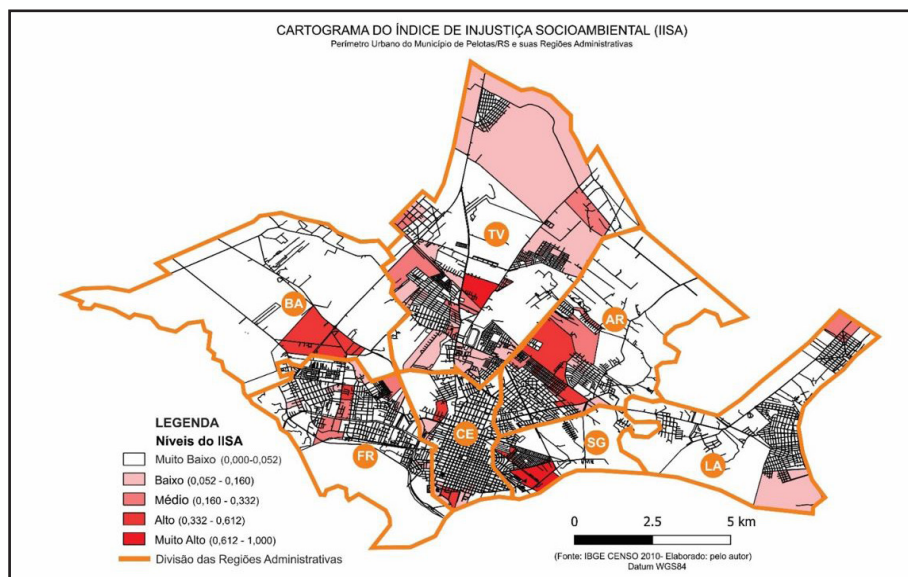 CARTOGRAMA DO ÍNDICE DE INJUSTIÇA SOCIOAMBIENTAL (IISA)
Perímetro Urbano do Município de Pelotas/RS e suas Regiões Administrativas
TV
BA
AR
CE
SG
FR
LA
LEGENDA
Níveis do IISA
Muito Baixo (0,000-0,052)
Baixo (0,052 - 0,160)
Médio (0,160 - 0,332)
Alto (0,332 - 0,612)
Muito Alto (0,612 - 1,000)
Divisão das Regiões Administrativas
0 2.5 5 km
(Fonte: IBGE CENSO 2010- Elaborado: pelo autor)
Datum WGS84